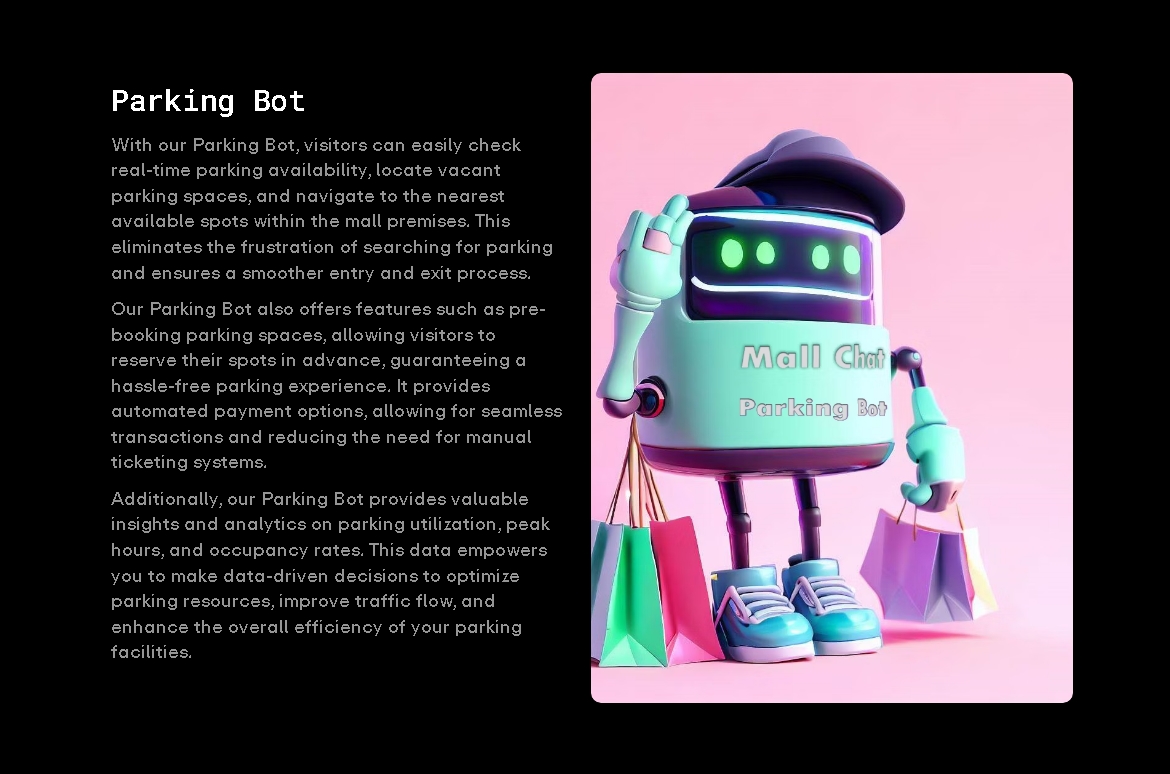 Parking Bot
With our Parking Bot, visitors can easily check
real-time parking availability, locate vacant
parking spaces, and navigate to the nearest
available spots within the mall premises. This
eliminates the frustration of searching for parking
and ensures a smoother entry and exit process.
Our Parking Bot also offers features such as pre-
booking parking spaces, allowing visitors to
reserve their spots in advance, guaranteeing a
hassle-free parking experience. It provides
automated payment options, allowing for seamless
transactions and reducing the need for manual
ticketing systems.
Additionally, our Parking Bot provides valuable
insights and analytics on parking utilization, peak
hours, and occupancy rates. This data empowers
you to make data-driven decisions to optimize
parking resources, improve traffic flow, and
enhance the overall efficiency of your parking
facilities.
Mall Chat
Parking Bot